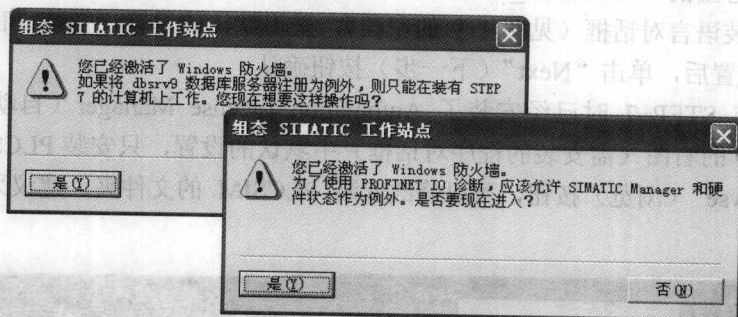 组态 SIMATIC 工作站点
您已经激活了 Windows 防火墙。
如果将 dbsrv9 数据库服务器注册为例外，则只能在装有 STEP
7 的计算机上工作。您现在想要这样操作吗？
是(Y)
组态 SIMATIC 工作站点
您已经激活了 Windows 防火墙。
为了使用 PROFINET IO 诊断，应该允许 SIMATIC Manager 和硬
件状态作为例外。是否要现在进入？
是(Y)
否(N)